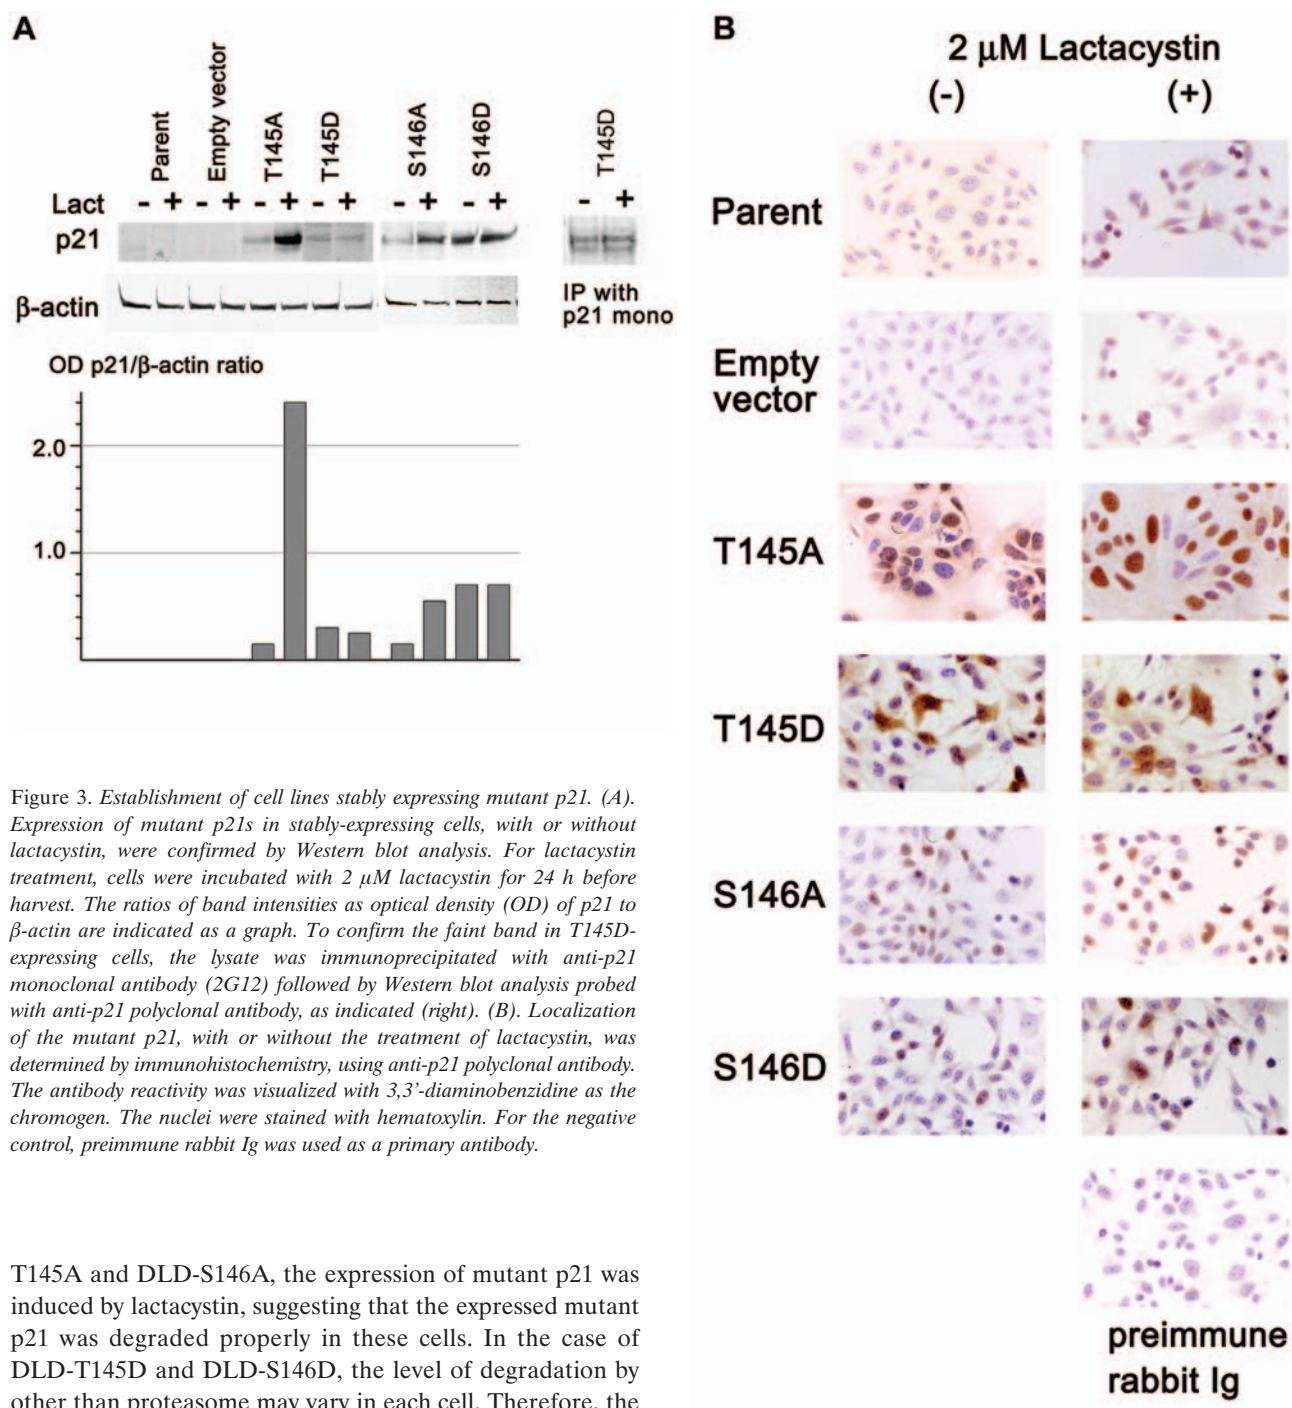 A
Parent
Empty vector
T145A
T145D
S146A
S146D
T145D
Lact - + - + - + - + - + - + - +
p21
β-actin
IP with
p21 mono
OD p21/β-actin ratio
2.0
1.0
Figure 3. Establishment of cell lines stably expressing mutant p21. (A).
Expression of mutant p21s in stably-expressing cells, with or without
lactacystin, were confirmed by Western blot analysis. For lactacystin
treatment, cells were incubated with 2 μM lactacystin for 24 h before
harvest. The ratios of band intensities as optical density (OD) of p21 to
β-actin are indicated as a graph. To confirm the faint band in T145D-
expressing cells, the lysate was immunoprecipitated with anti-p21
monoclonal antibody (2G12) followed by Western blot analysis probed
with anti-p21 polyclonal antibody, as indicated (right). (B). Localization
of the mutant p21, with or without the treatment of lactacystin, was
determined by immunohistochemistry, using anti-p21 polyclonal antibody.
The antibody reactivity was visualized with 3,3'-diaminobenzidine as the
chromogen. The nuclei were stained with hematoxylin. For the negative
control, preimmune rabbit Ig was used as a primary antibody.
T145A and DLD-S146A, the expression of mutant p21 was
induced by lactacystin, suggesting that the expressed mutant
p21 was degraded properly in these cells. In the case of
DLD-T145D and DLD-S146D, the level of degradation by
other than proteasome may vary in each cell. Therefore, the
B
2 μM Lactacystin
(-) (+)
Parent
Empty
vector
T145A
T145D
S146A
S146D
preimmune
rabbit Ig